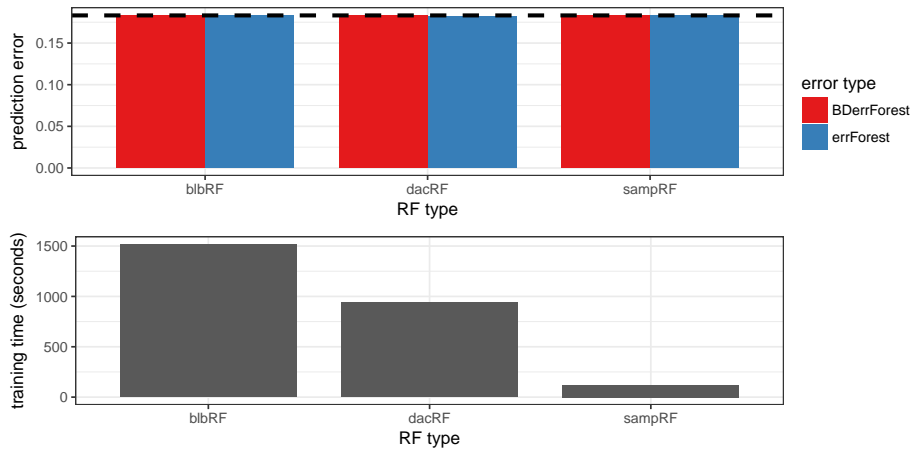 prediction error
0.15
0.10
0.05
0.00
blbRF
dacRF
sampRF
RF type
error type
BDerrForest
errForest
training time (seconds)
1500
1000
500
0
blbRF
dacRF
sampRF
RF type